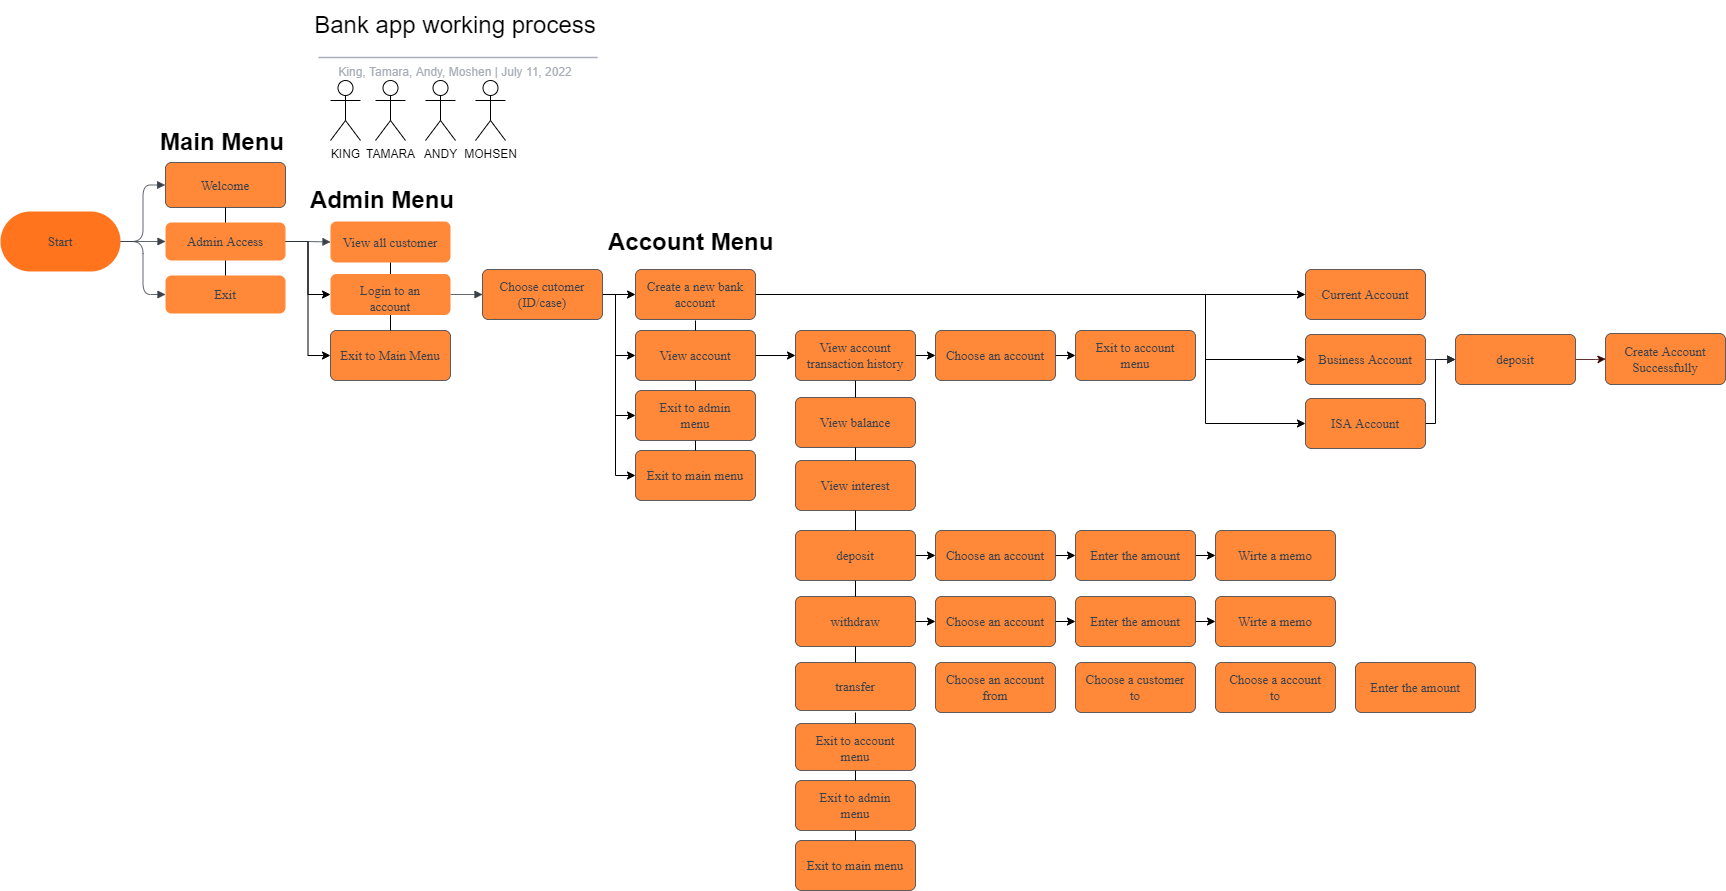 Bank app working process
King, Tamara, Andy, Moshen | July 11, 2022
KING TAMARA ANDY MOHSEN
Main Menu
Welcome
Admin Access
Exit
Start
Admin Menu
View all customer
Login to an
account
Exit to Main Menu
Choose cutomer
(ID/case)
Account Menu
Create a new bank
account
View account
Exit to admin
menu
Exit to main menu
View account
transaction history
Choose an account
Exit to account
menu
View balance
View interest
deposit
Choose an account
Enter the amount
Wirte a memo
withdraw
Choose an account
Enter the amount
Wirte a memo
transfer
Choose an account
from
Choose a customer
to
Choose a account
to
Enter the amount
Exit to account
menu
Exit to admin
menu
Exit to main menu
Current Account
Business Account
ISA Account
deposit
Create Account
Successfully